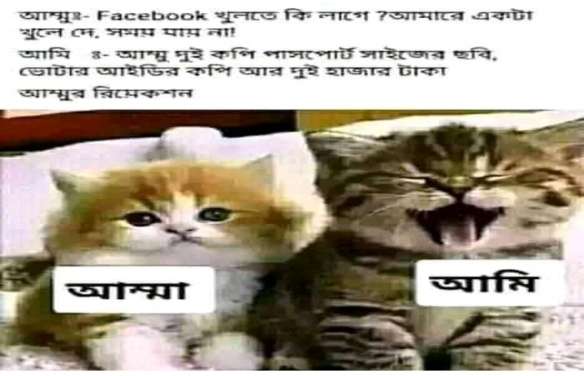 আম্মুঃ- Facebook খুলতে কি লাগে ?আমারে একটা
খুলে দে, সময় যায় না!
আমি ঃ- আম্মু দুই কপি পাসপোর্ট সাইজের ছবি,
ভোটার আইডির কপি আর দুই হাজার টাকা
আম্মুর রিয়েকশন
আম্মা
আমি